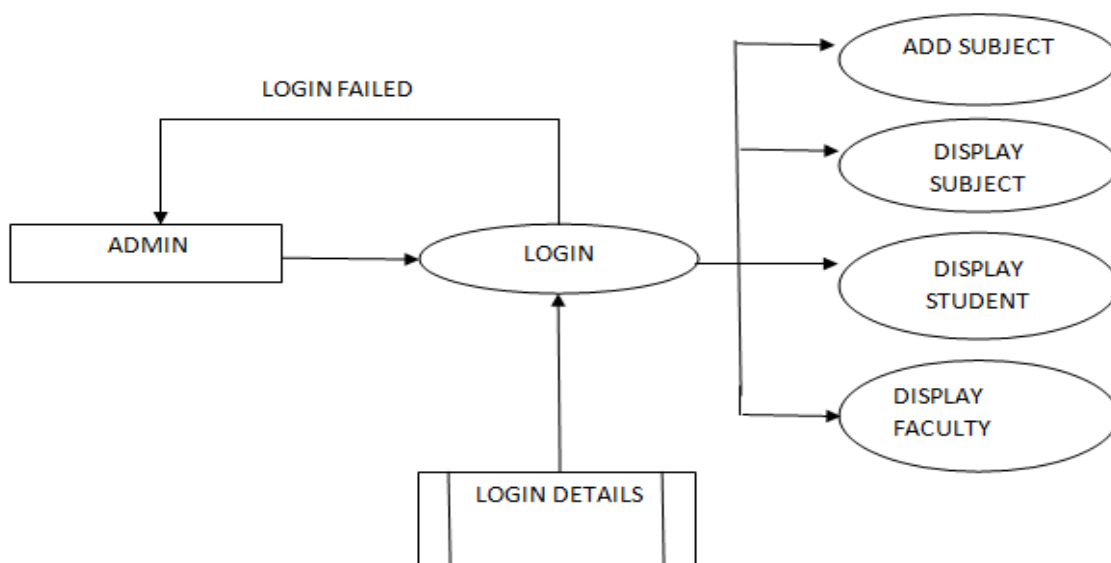 ADD SUBJECT
LOGIN FAILED
DISPLAY
SUBJECT
ADMIN
LOGIN
DISPLAY
STUDENT
DISPLAY
FACULTY
LOGIN DETAILS